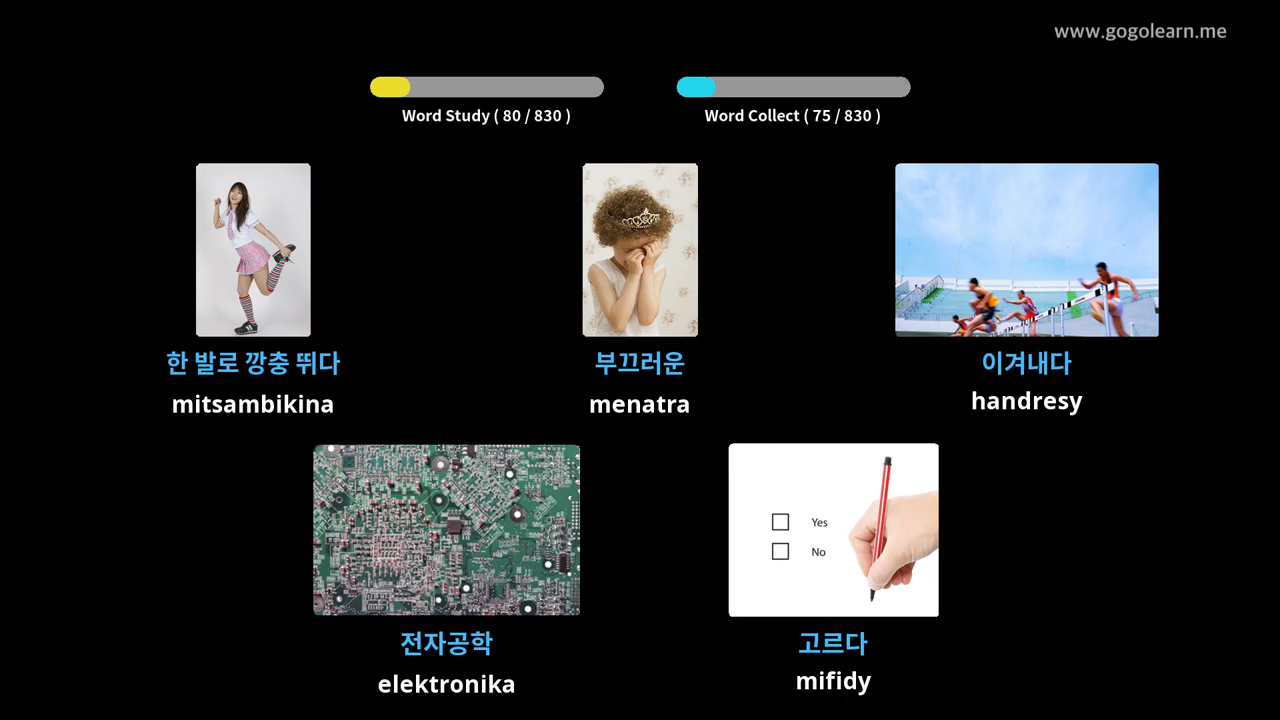 www.gogolearn.me
Word Study ( 80 / 830 )
Word Collect ( 75 / 830 )
한 발로 깡충 뛰다
mitsambikina
부끄러운
menatra
이겨내다
handresy
Yes
No
전자공학
elektronika
고르다
mifidy